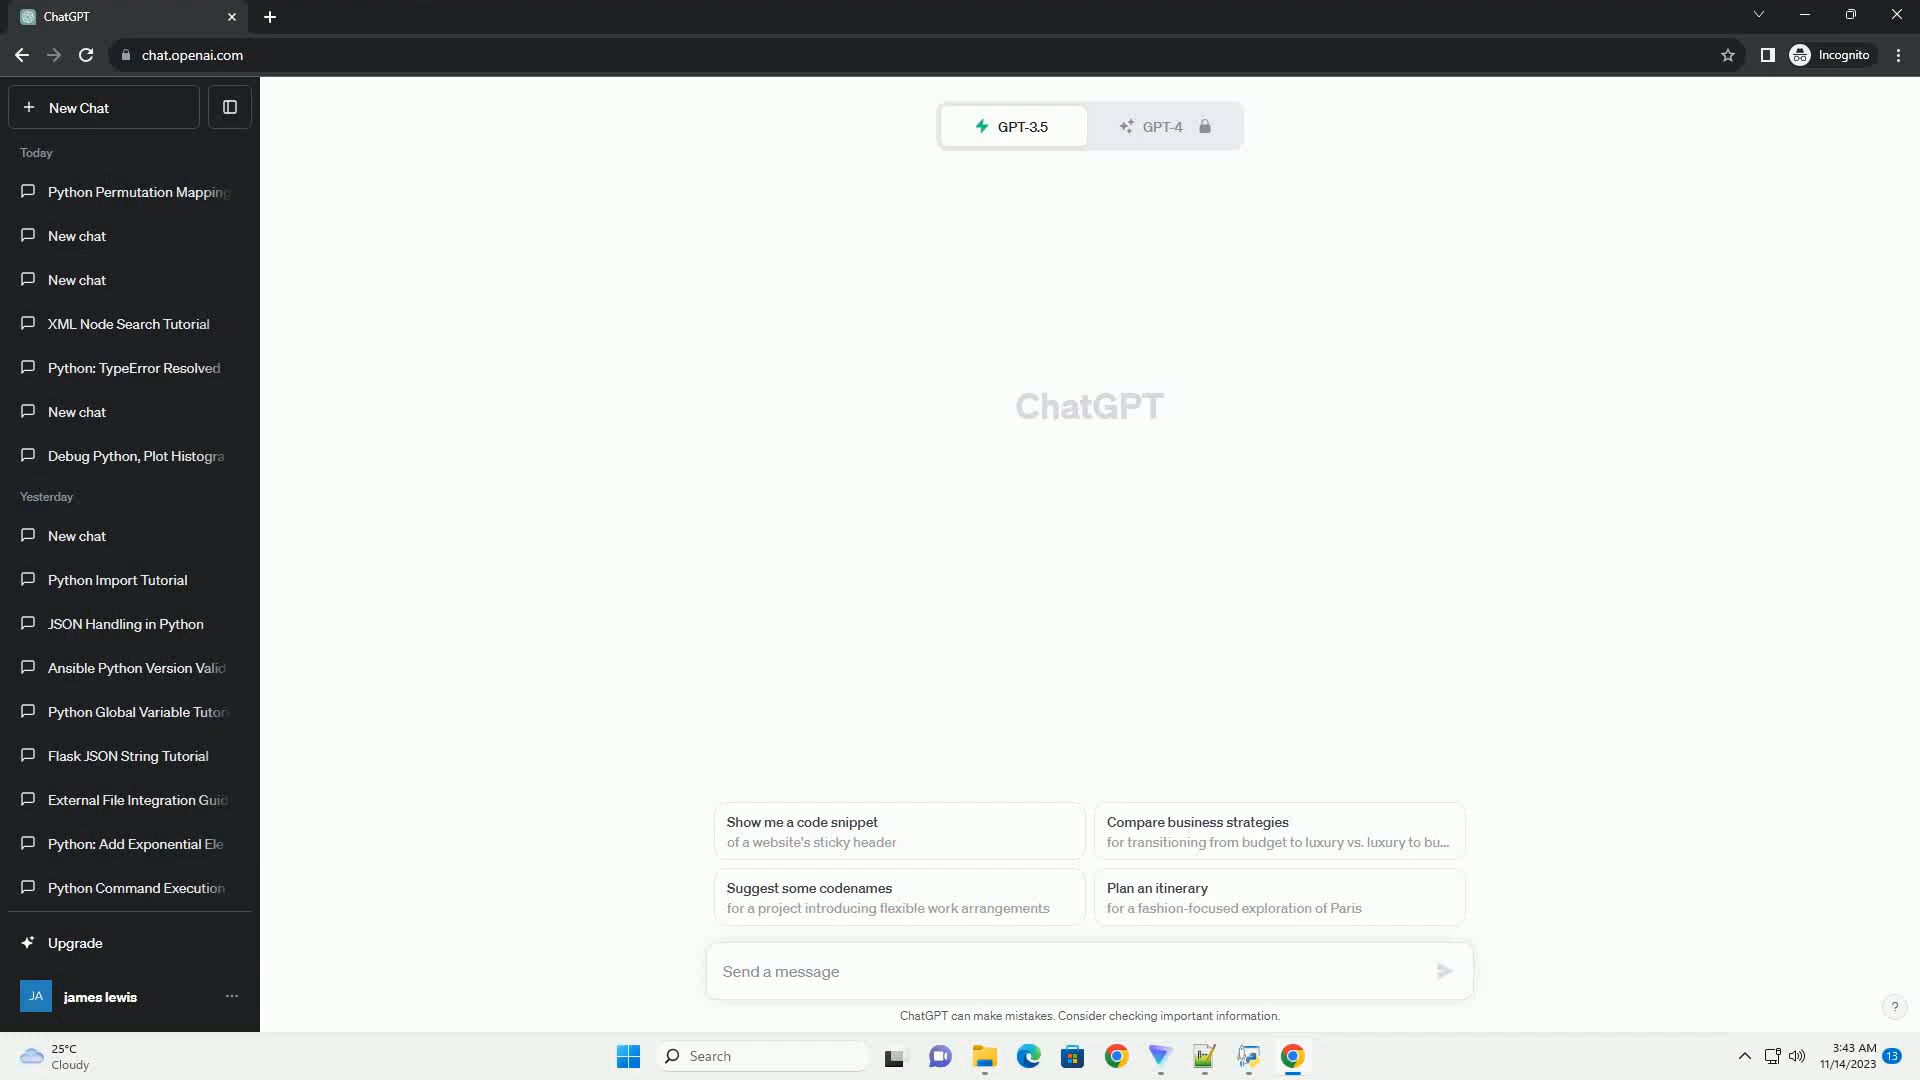 ChatGPT
chat.openai.com
Incognito
New Chat
Today
Python Permutation Mapping
New chat
New chat
XML Node Search Tutorial
Python: TypeError Resolved
New chat
Debug Python, Plot Histogra
Yesterday
New chat
Python Import Tutorial
JSON Handling in Python
Ansible Python Version Valid
Python Global Variable Tutor
Flask JSON String Tutorial
External File Integration Guid
Python: Add Exponential Ele
Python Command Execution
Upgrade
JA james lewis
GPT-3.5 GPT-4
ChatGPT
Show me a code snippet
of a website's sticky header
Compare business strategies
for transitioning from budget to luxury vs. luxury to bu...
Suggest some codenames
for a project introducing flexible work arrangements
Plan an itinerary
for a fashion-focused exploration of Paris
Send a message
ChatGPT can make mistakes. Consider checking important information.
?
25°C
Cloudy
Search
3:43 AM
11/14/2023
13